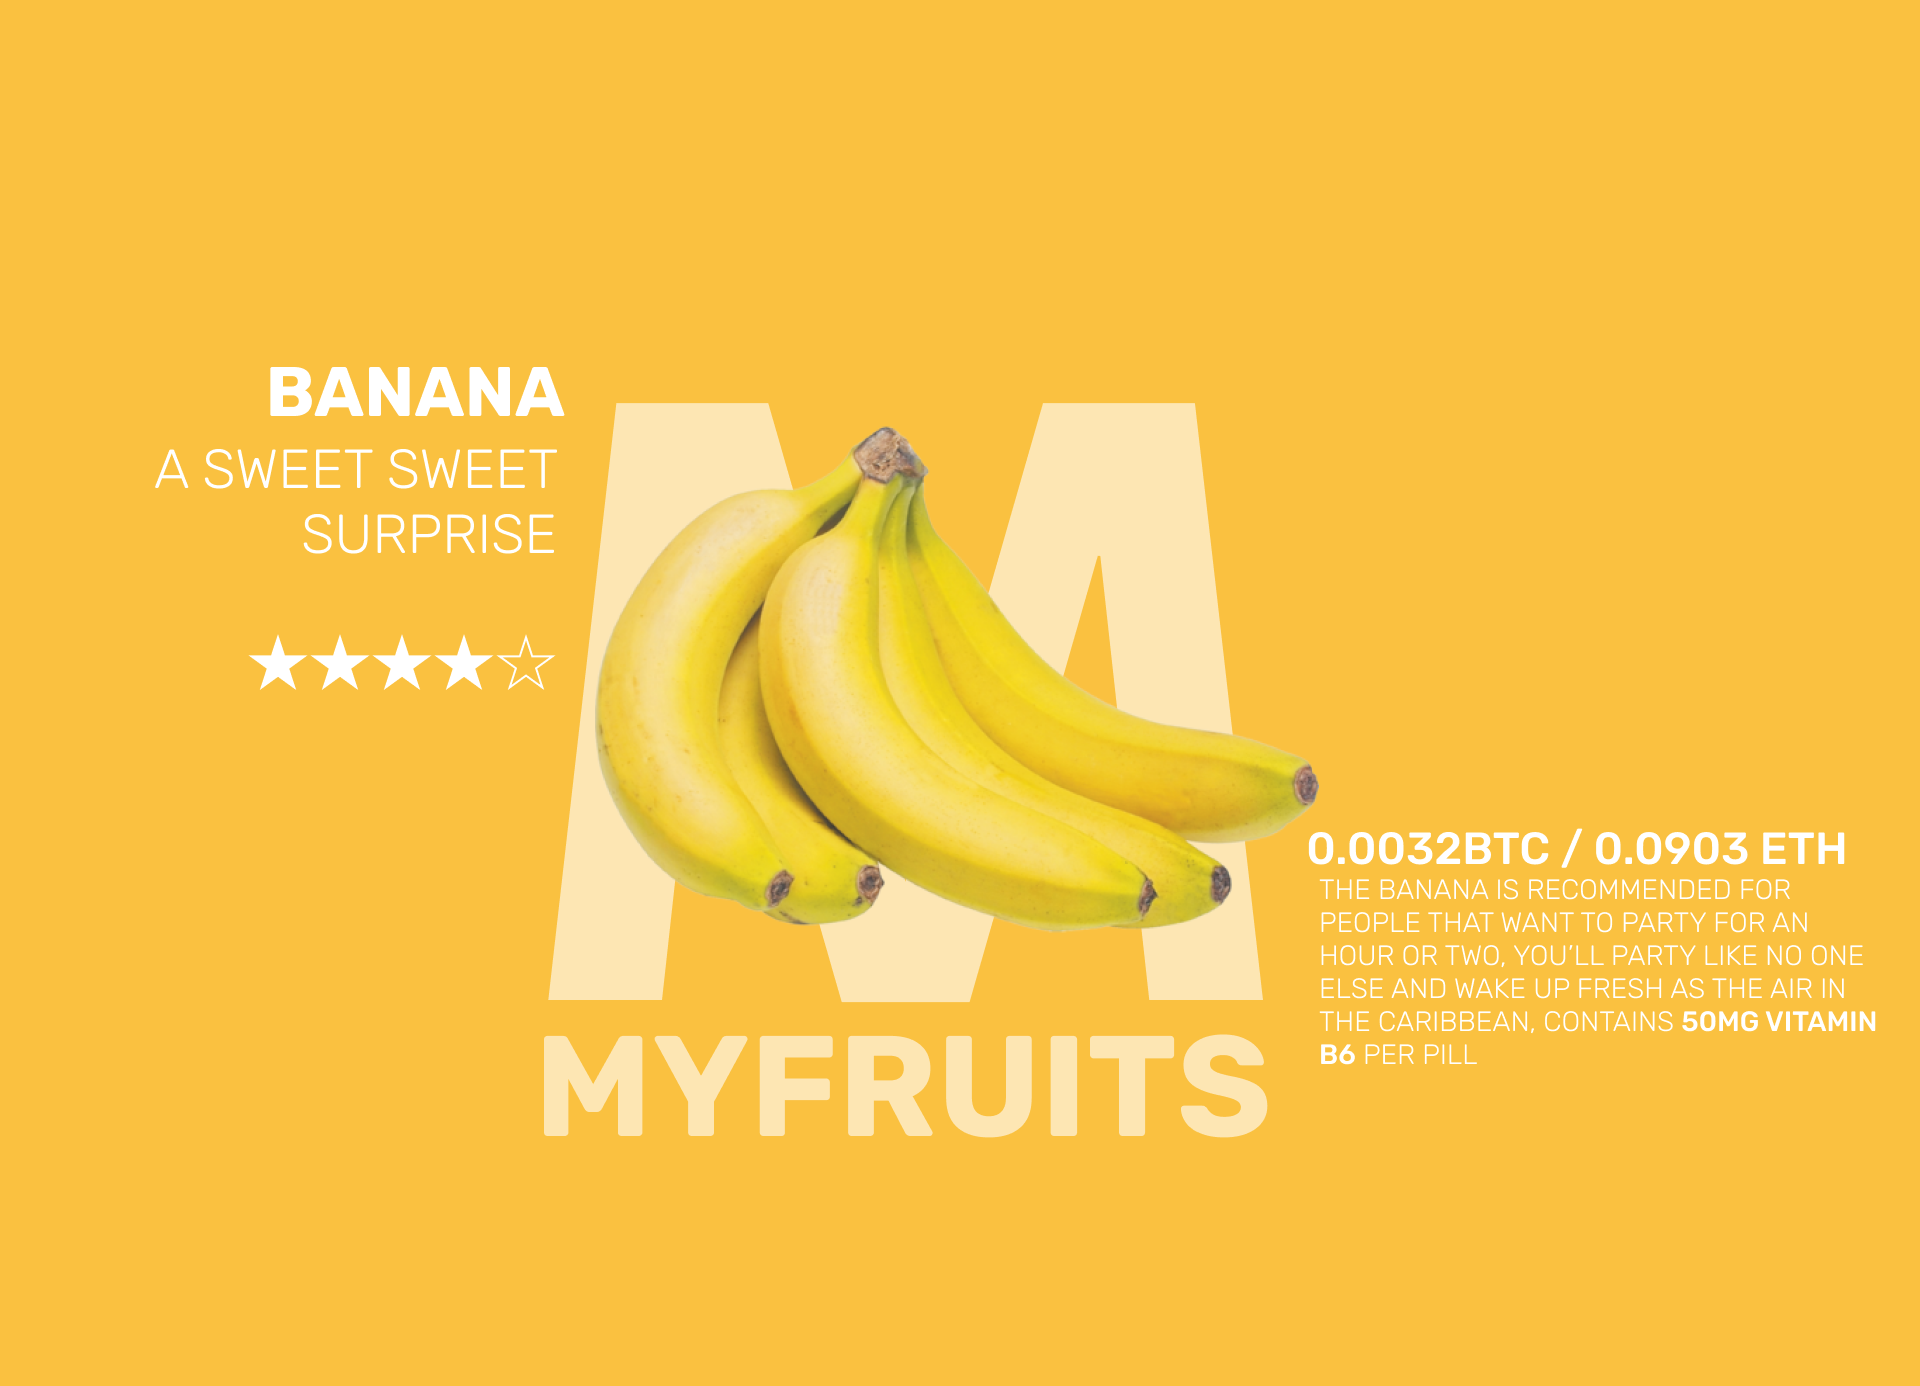 BANANA
A SWEET SWEET
SURPRISE
M
0.0032BTC / 0.0903 ETH
THE BANANA IS RECOMMENDED FOR
PEOPLE THAT WANT TO PARTY FOR AN
HOUR OR TWO, YOU'LL PARTY LIKE NO ONE
ELSE AND WAKE UP FRESH AS THE AIR IN
THE CARIBBEAN, CONTAINS 50MG VITAMIN
B6 PER PILL
MYFRUITS